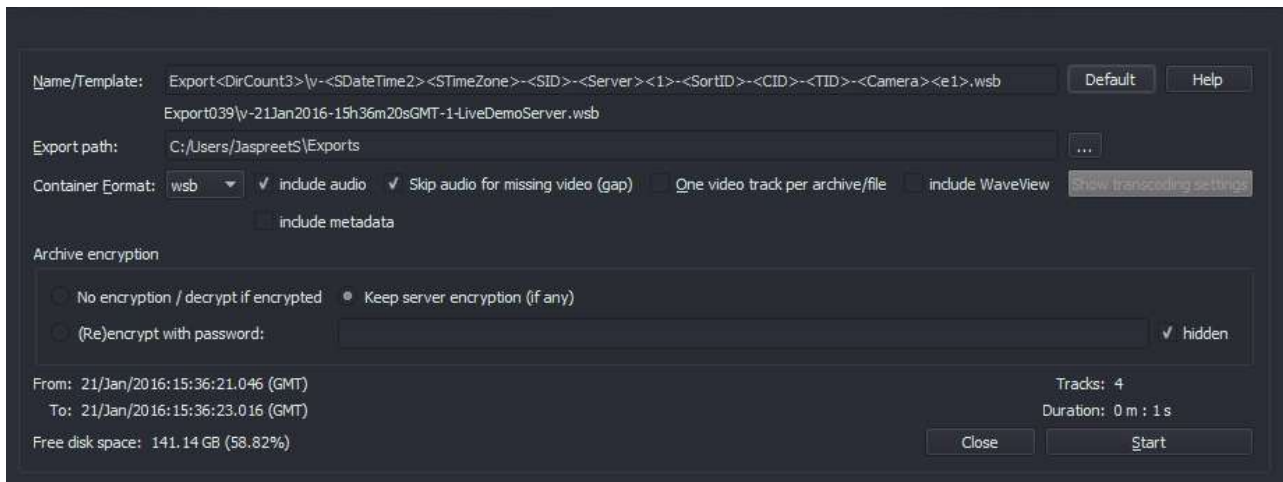 Name/Template: Export<DirCount3>\v-<SDateTime2><STimeZone>-<SID>-<Server><1>-<SortID>-<CID>-<TID>-<Camera><e1>.wsb Default Help
Export039\v-21Jan2016-15h36m20sGMT-1-LiveDemoServer.wsb
Export path: C:/Users/JaspreetS\Exports ...
Container Format: wsb include audio Skip audio for missing video (gap) One video track per archive/file include WaveView Show transcoding settings
include metadata
Archive encryption
No encryption / decrypt if encrypted Keep server encryption (if any)
(Re)encrypt with password: hidden
From: 21/Jan/2016:15:36:21.046 (GMT) Tracks: 4
To: 21/Jan/2016:15:36:23.016 (GMT) Duration: 0 m : 1 s
Free disk space: 141.14 GB (58.82%) Close Start